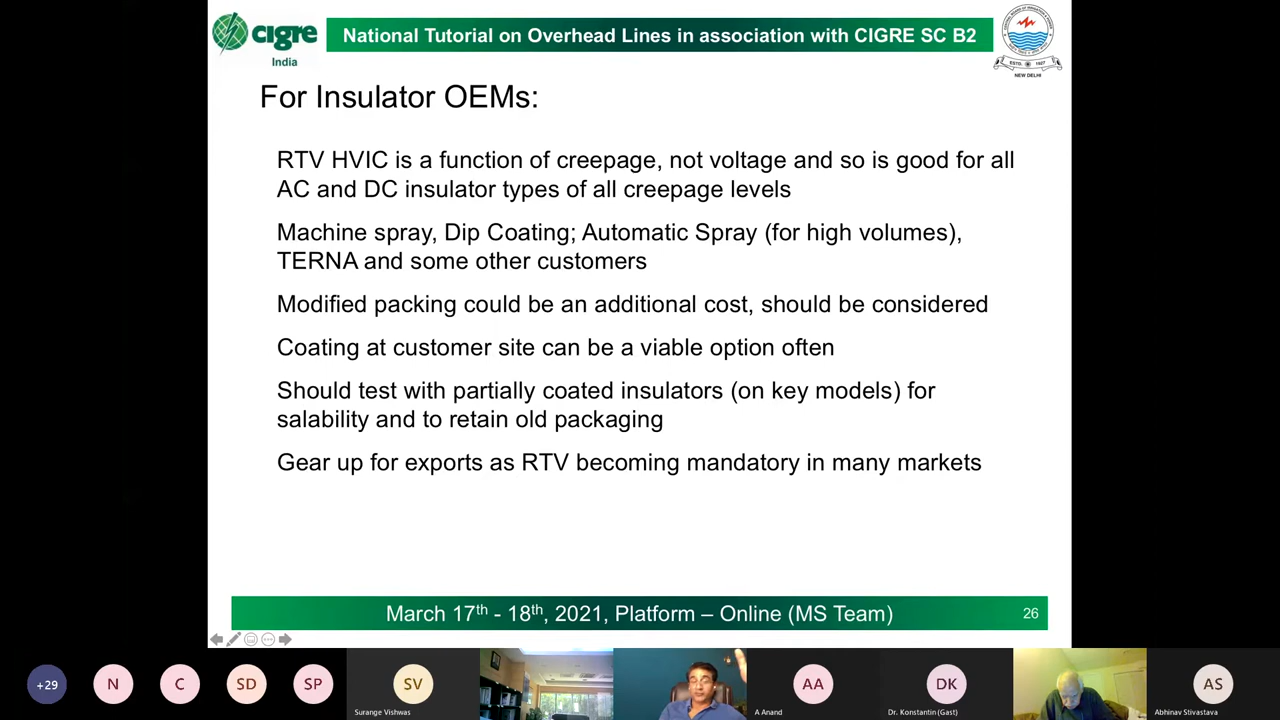 cigre
India
National Tutorial on Overhead Lines in association with CIGRE SC B2
ESTD. 1927
NEW DELHI
For Insulator OEMs:
RTV HVIC is a function of creepage, not voltage and so is good for all
AC and DC insulator types of all creepage levels
Machine spray, Dip Coating; Automatic Spray (for high volumes),
TERNA and some other customers
Modified packing could be an additional cost, should be considered
Coating at customer site can be a viable option often
Should test with partially coated insulators (on key models) for
salability and to retain old packaging
Gear up for exports as RTV becoming mandatory in many markets
March 17th - 18th, 2021, Platform – Online (MS Team)
26
+29
N
C
SD
SP
SV
AA
DK
AS
Surange Vishwas
A Anand
Dr. Konstantin (Gast)
Abhinav Stivastava